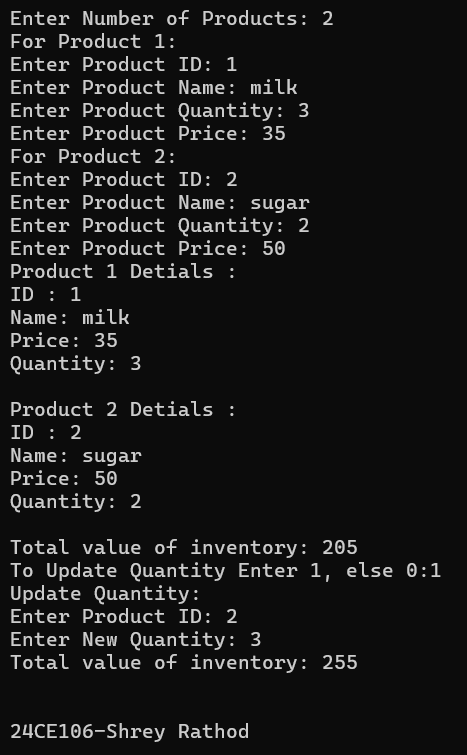 Enter Number of Products: 2
For Product 1:
Enter Product ID: 1
Enter Product Name: milk
Enter Product Quantity: 3
Enter Product Price: 35
For Product 2:
Enter Product ID: 2
Enter Product Name: sugar
Enter Product Quantity: 2
Enter Product Price: 50
Product 1 Detials :
ID : 1
Name: milk
Price: 35
Quantity: 3
Product 2 Detials :
ID : 2
Name: sugar
Price: 50
Quantity: 2
Total value of inventory: 205
To Update Quantity Enter 1, else 0:1
Update Quantity:
Enter Product ID: 2
Enter New Quantity: 3
Total value of inventory: 255
24CE106-Shrey Rathod